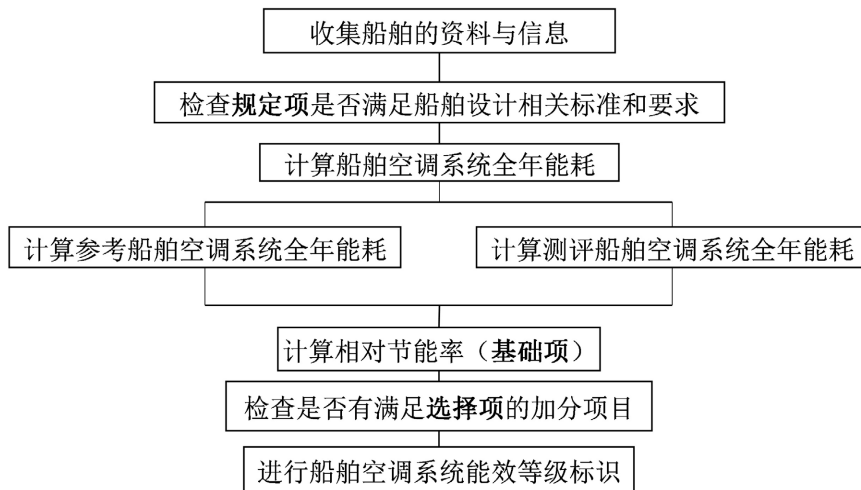 收集船舶的资料与信息
检查规定项是否满足船舶设计相关标准和要求
计算船舶空调系统全年能耗
计算参考船舶空调系统全年能耗
计算测评船舶空调系统全年能耗
计算相对节能率（基础项）
检查是否有满足选择项的加分项目
进行船舶空调系统能效等级标识